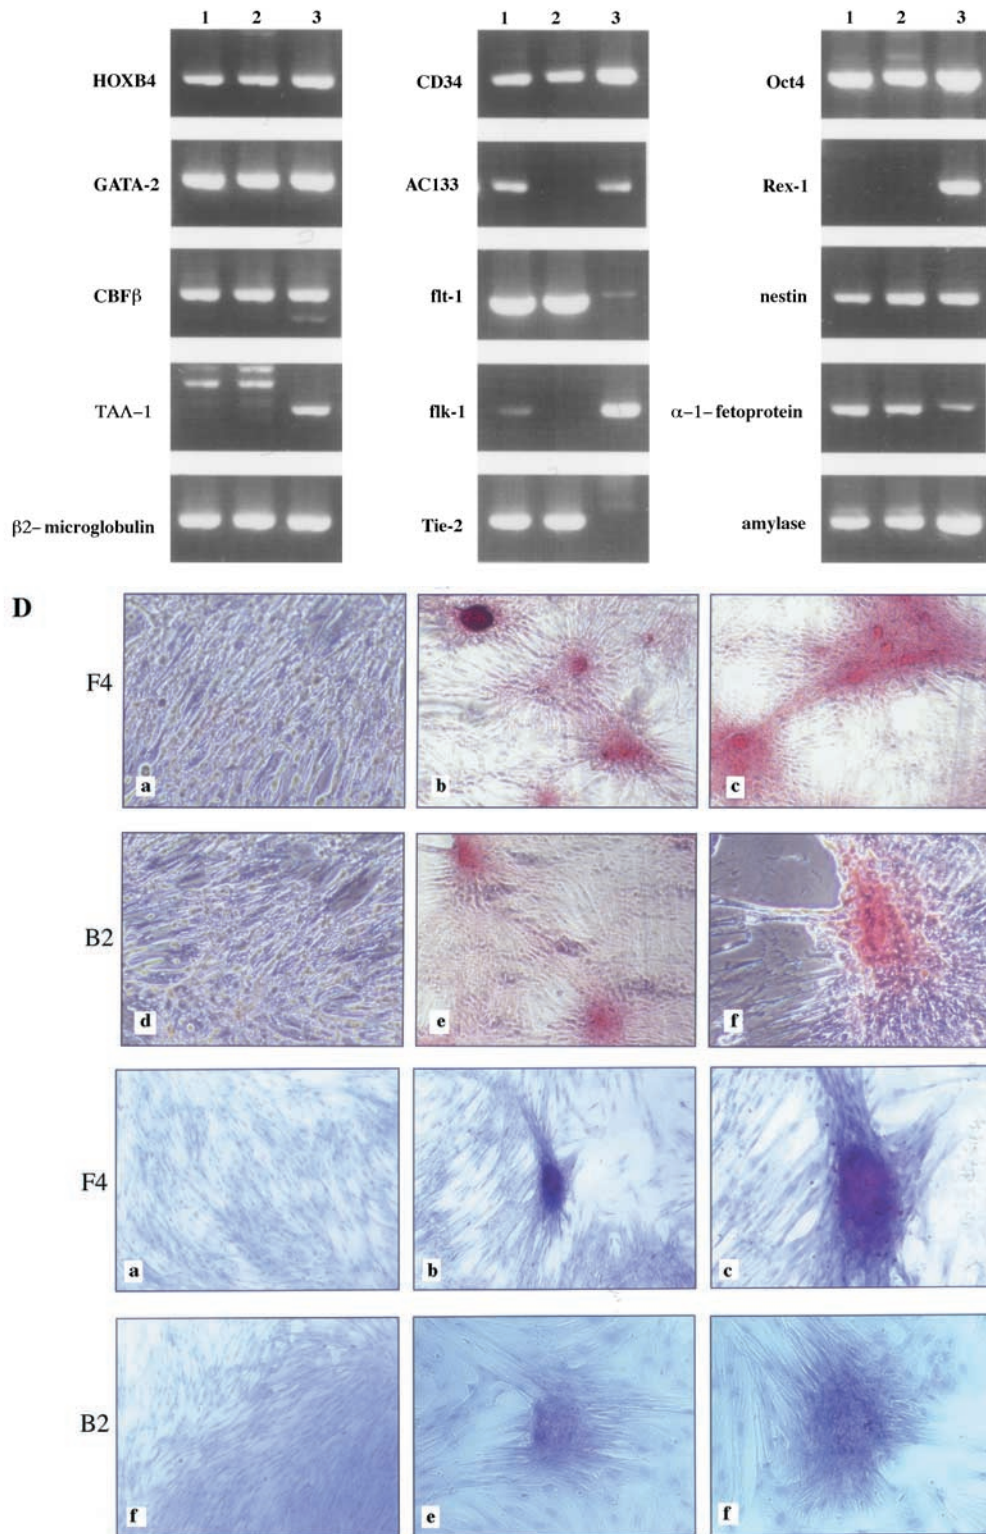 1 2 3
HOXB4
GATA-2
CBFβ
TAΛ–1
β2–microglobulin
1 2 3
CD34
AC133
flt-1
flk-1
Tie-2
1 2 3
Oct4
Rex-1
nestin
α–1–fetoprotein
amylase
D
F4
a b c
B2
d e f
F4
a b c
B2
f e f